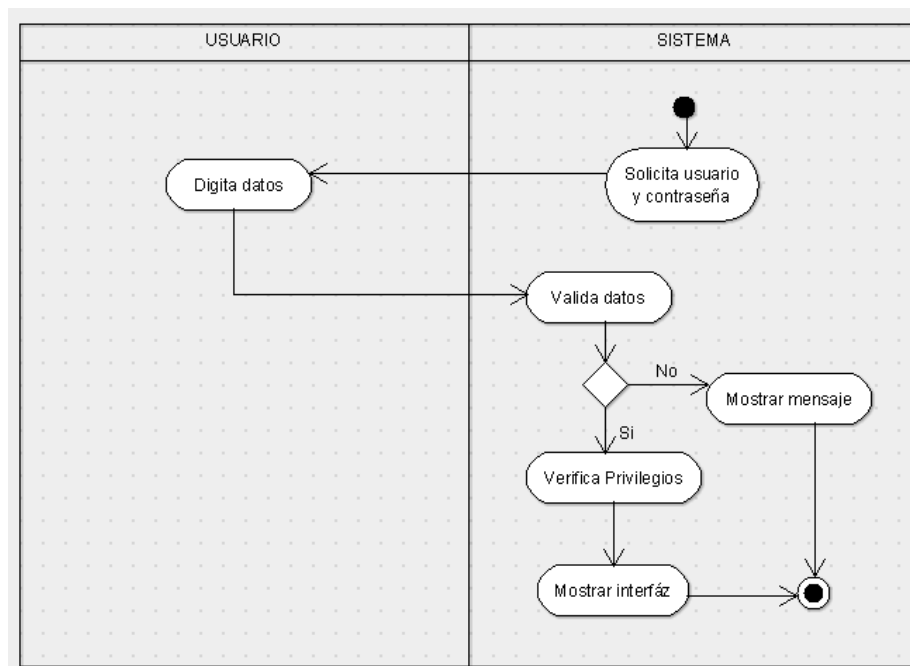 USUARIO
SISTEMA
Solicita usuario
y contraseña
Digita datos
Valida datos
No
Mostrar mensaje
Si
Verifica Privilegios
Mostrar interfáz